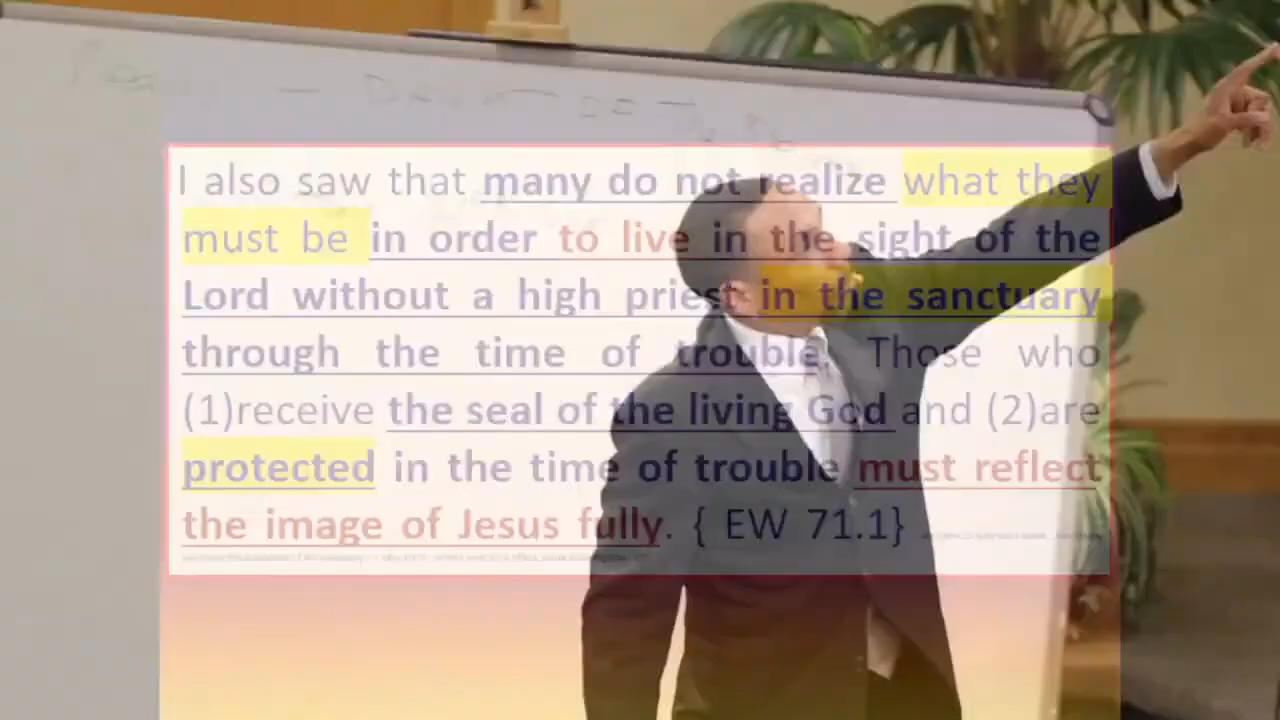 I also saw that many do not realize what they
must be in order to live in the sight of the
Lord without a high priest in the sanctuary
through the time of trouble. Those who
(1)receive the seal of the living God and (2)are
protected in the time of trouble must reflect
the image of Jesus fully. { EW 71.1}